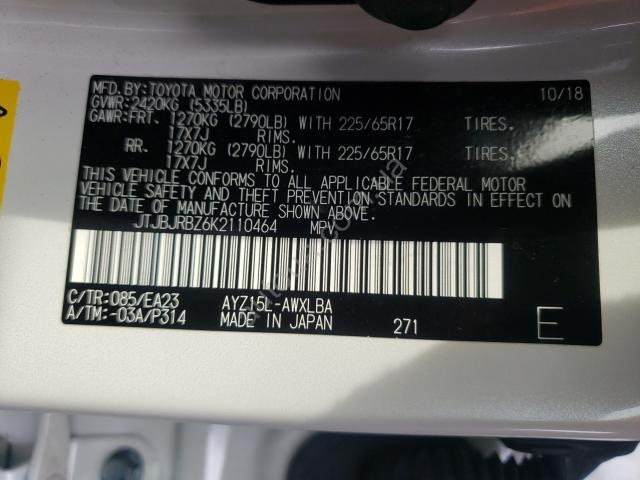 MFD.BY:TOYOTA MOTOR CORPORATION 10/18
GVWR:2420KG (5335LB)
GAWR:FRT. 1270KG (2790LB) WITH 225/65R17 TIRES,
17X7J RIMS.
RR. 1270KG (2790LB) WITH 225/65R17 TIRES,
17X7J RIMS.
THIS VEHICLE CONFORMS TO ALL APPLICABLE FEDERAL MOTOR
VEHICLE SAFETY AND THEFT PREVENTION STANDARDS IN EFFECT ON
THE DATE OF MANUFACTURE SHOWN ABOVE.
JTJBJRBZ6K2110464 MPV
C/TR:085/EA23 AYZ15L-AWXLBA
A/TM:-03A/P314 MADE IN JAPAN 271 E